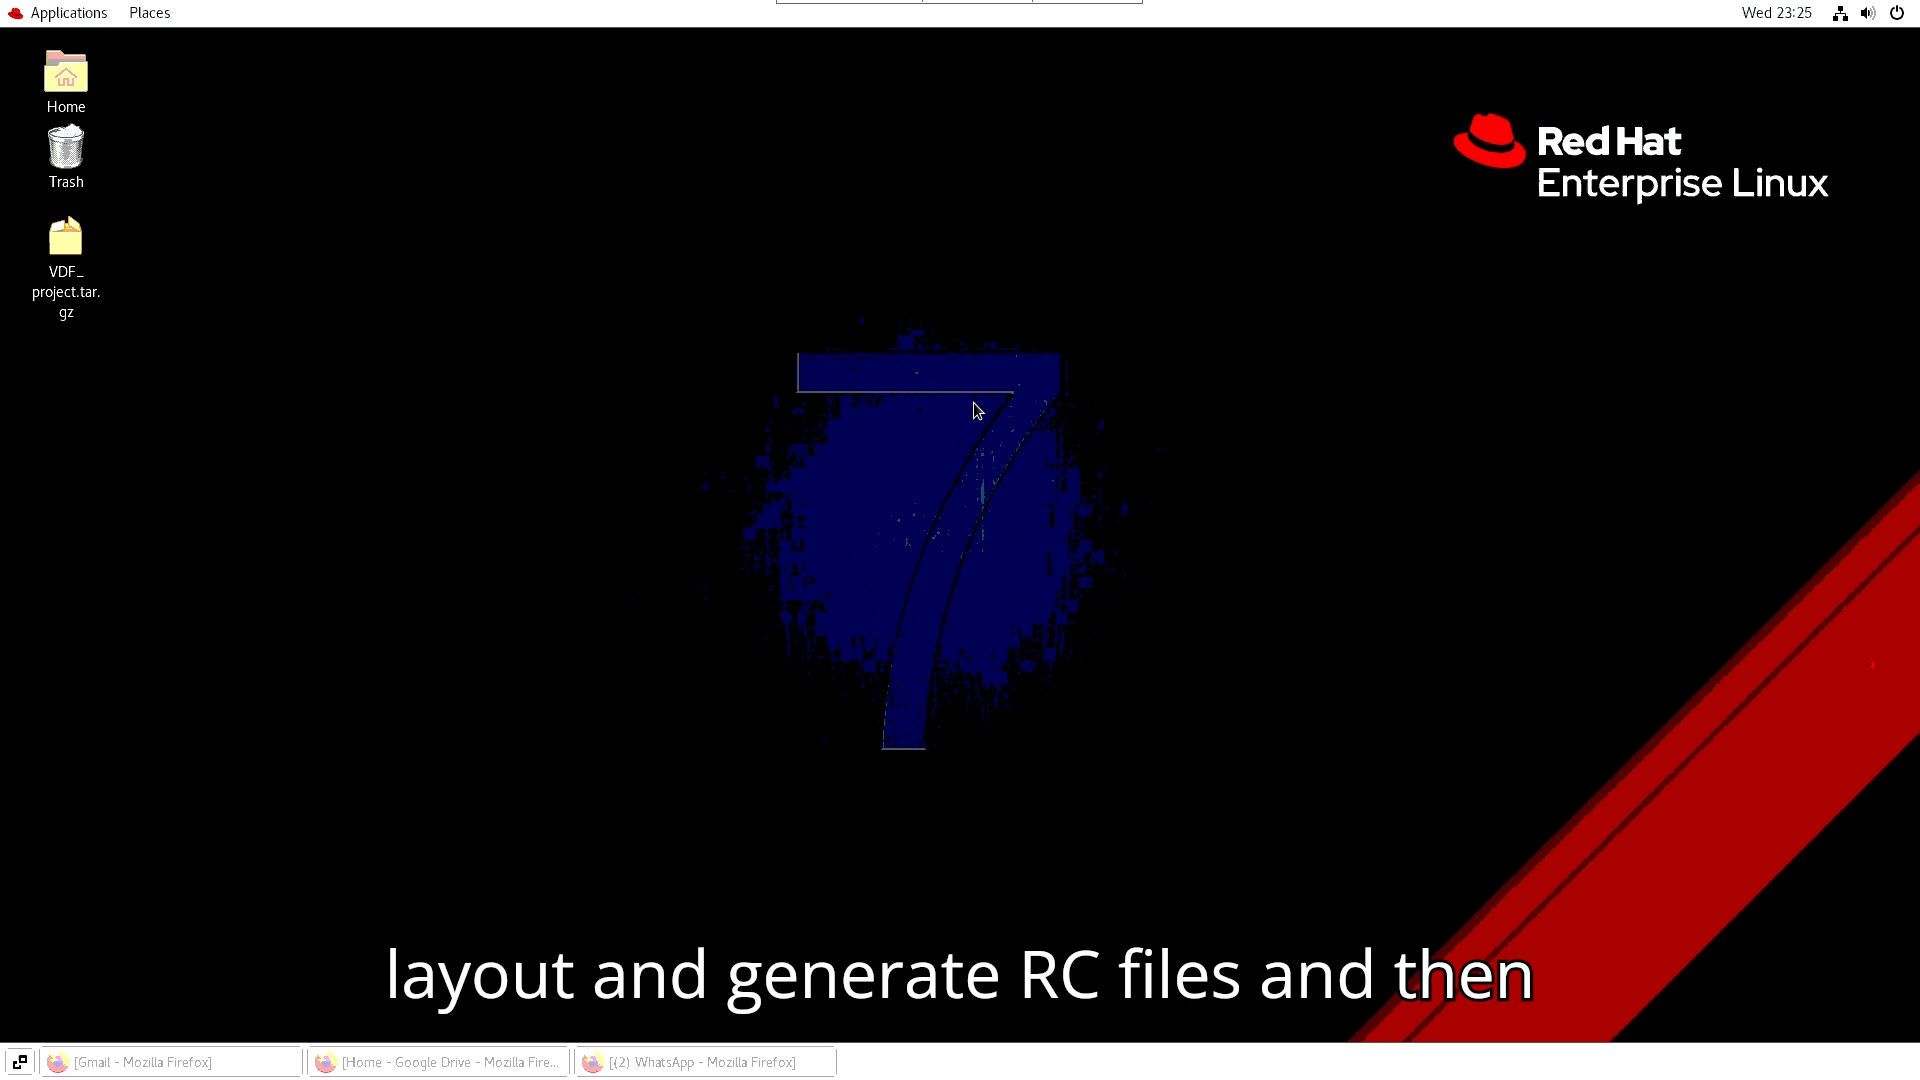 Applications Places Wed 23:25
Home
Trash
VDF_
project.tar.
gz
Red Hat
Enterprise Linux
7
layout and generate RC files and then
[Gmail - Mozilla Firefox] [Home - Google Drive - Mozilla Fire... [(2) WhatsApp - Mozilla Firefox]